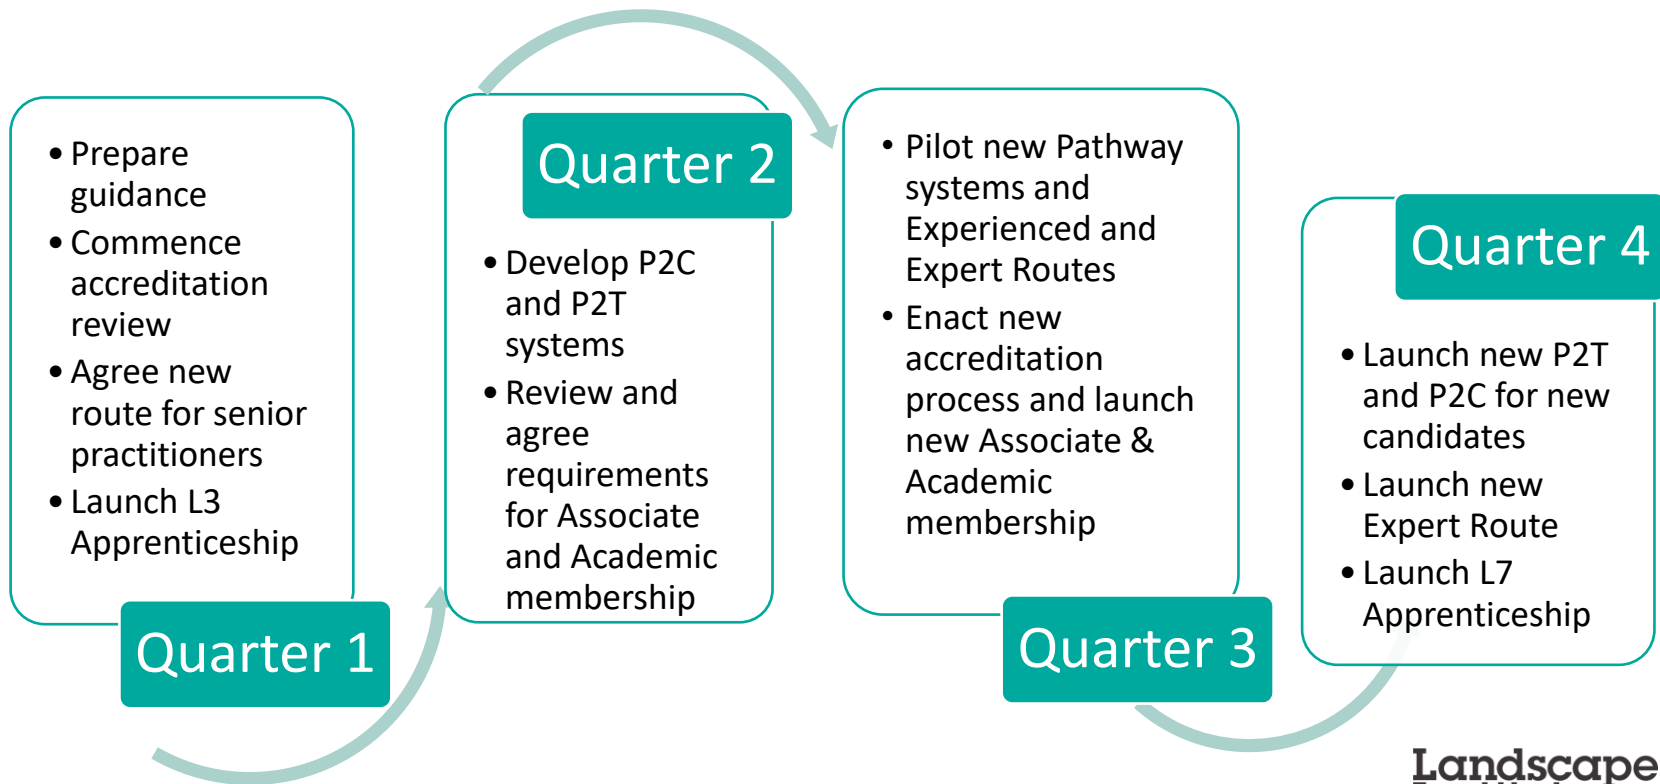 • Prepare
guidance
• Commence
accreditation
review
• Agree new
route for senior
practitioners
• Launch L3
Apprenticeship
Quarter 1
Quarter 2
• Develop P2C
and P2T
systems
• Review and
agree
requirements
for Associate
and Academic
membership
• Pilot new Pathway
systems and
Experienced and
Expert Routes
• Enact new
accreditation
process and launch
new Associate &
Academic
membership
Quarter 3
Quarter 4
• Launch new P2T
and P2C for new
candidates
• Launch new
Expert Route
• Launch L7
Apprenticeship
Landscape